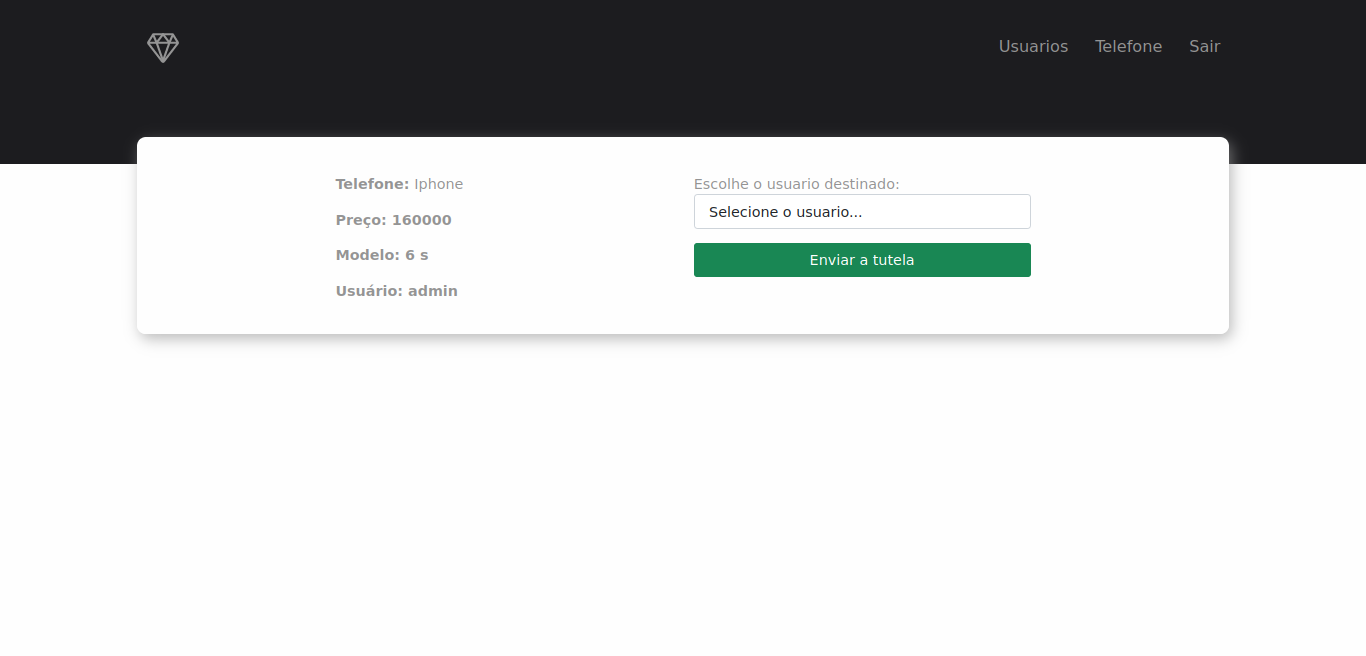 Usuarios Telefone Sair
Telefone: Iphone
Preço: 160000
Modelo: 6 s
Usuário: admin
Escolhe o usuario destinado:
Selecione o usuario...
Enviar a tutela